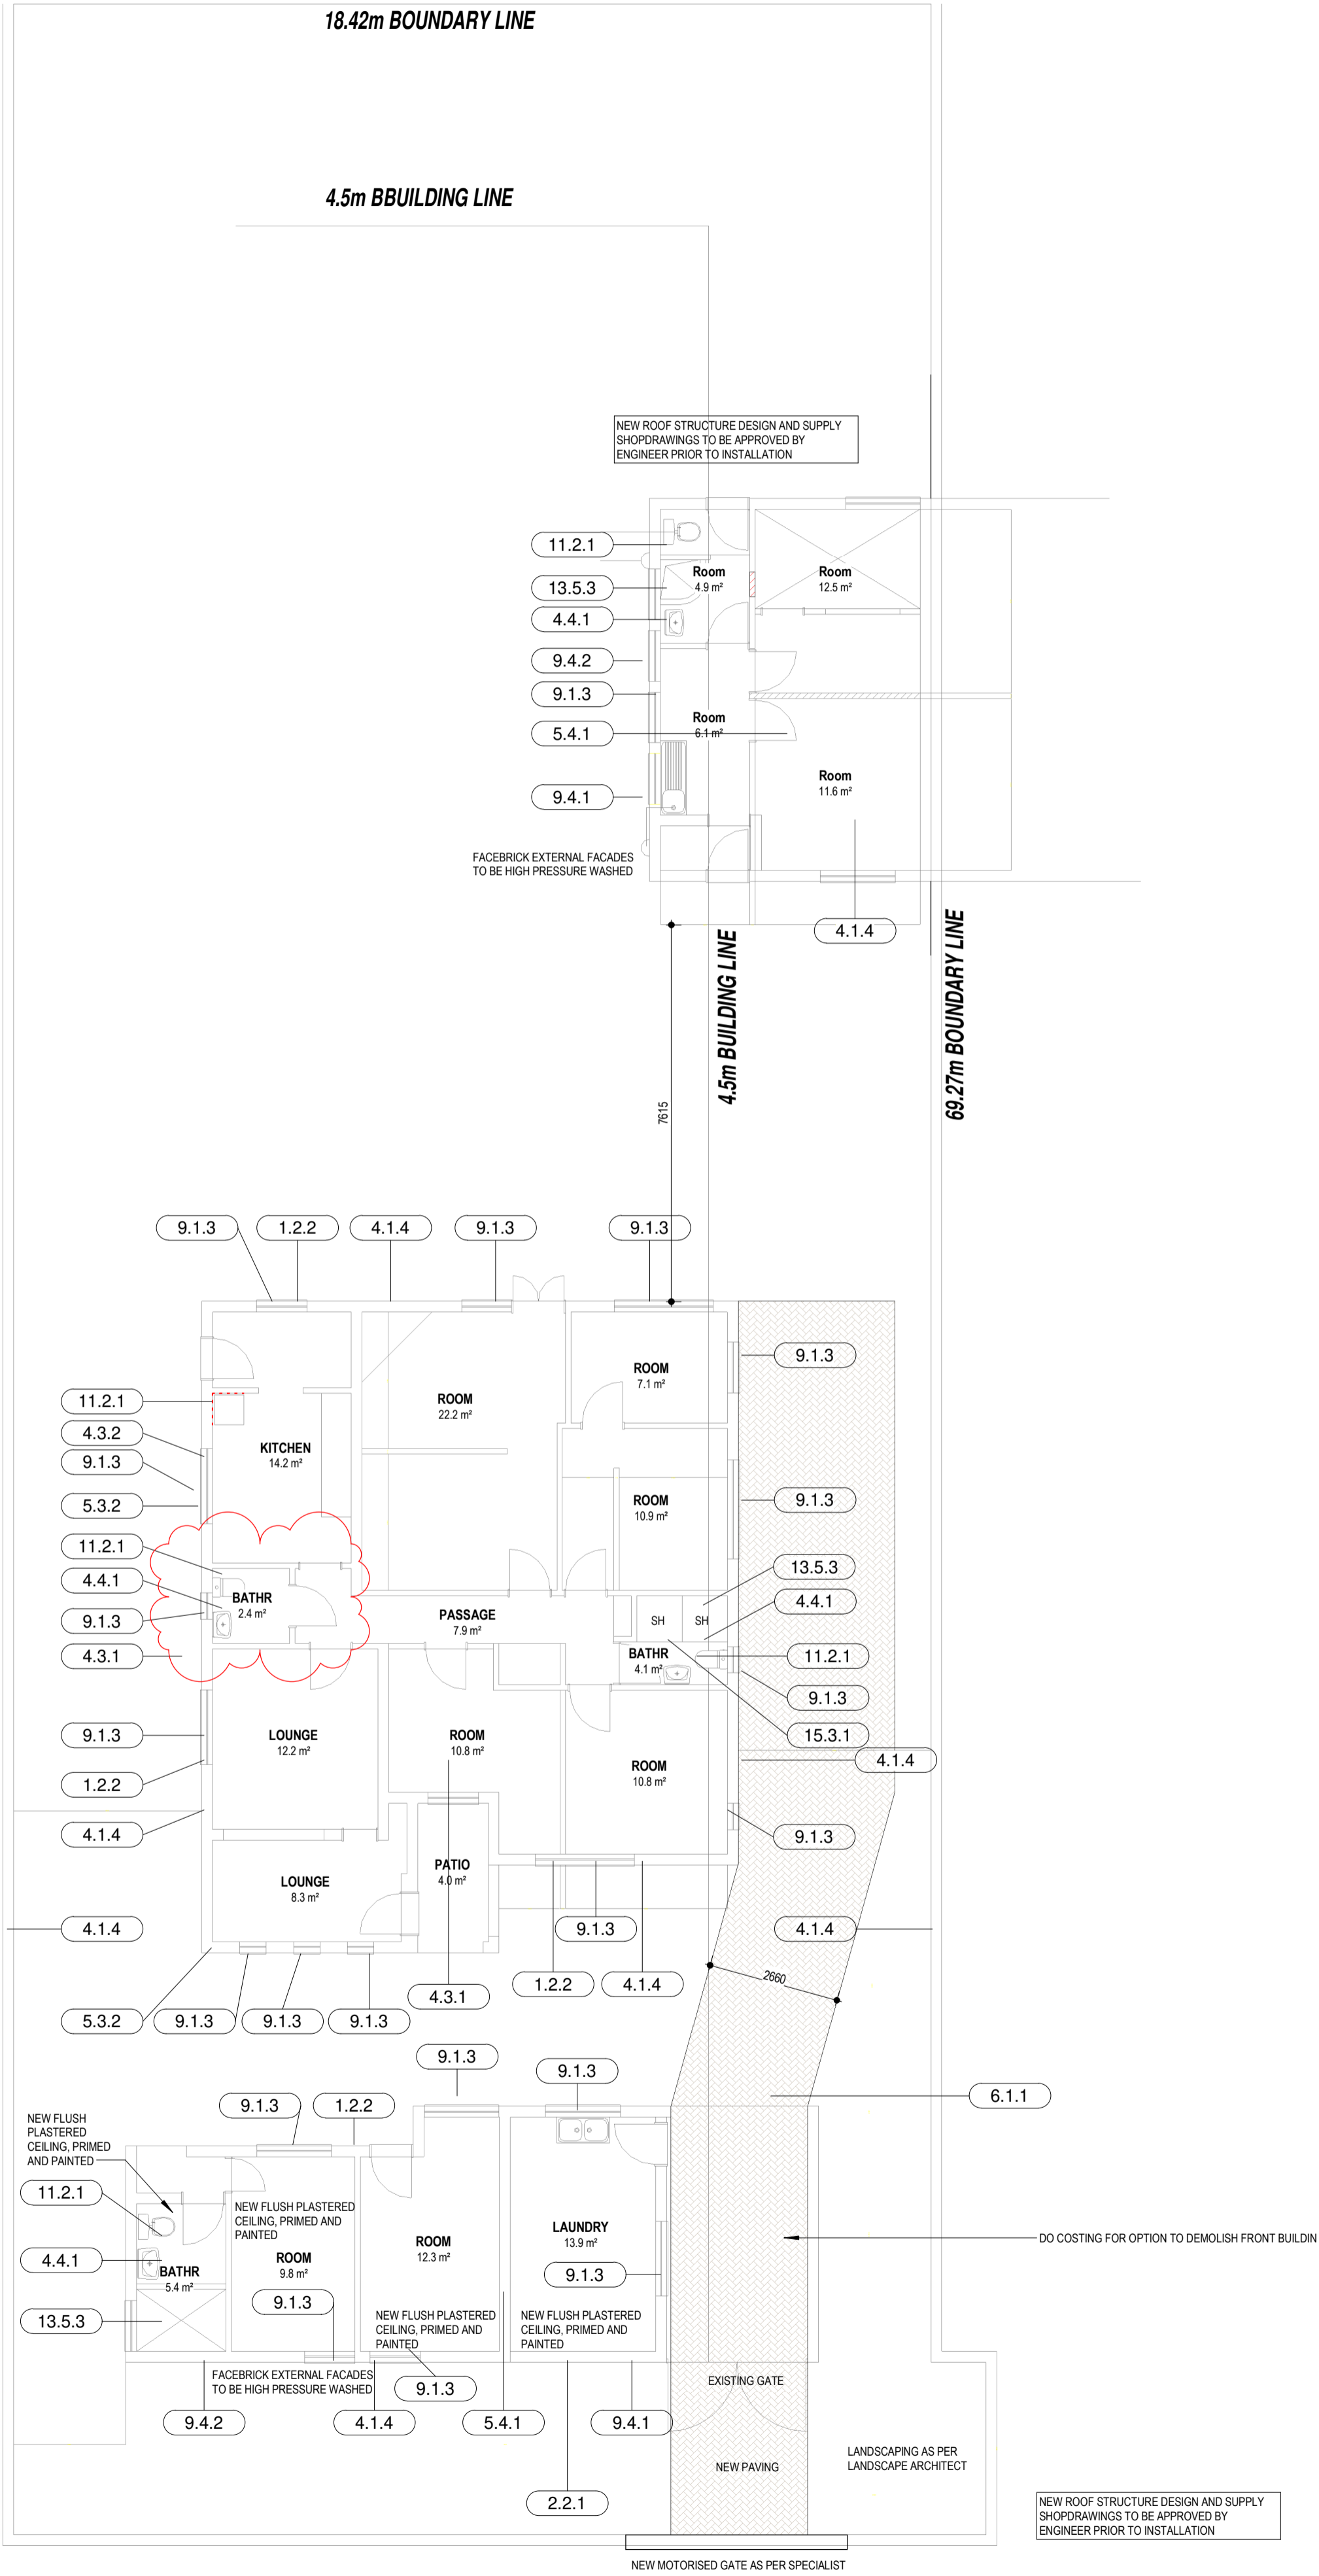 18.42m BOUNDARY LINE
4.5m BBUILDING LINE
NEW ROOF STRUCTURE DESIGN AND SUPPLY
SHOPDRAWINGS TO BE APPROVED BY
ENGINEER PRIOR TO INSTALLATION
11.2.1
13.5.3
4.4.1
9.4.2
9.1.3
5.4.1
9.4.1
Room
4.9 m²
Room
12.5 m²
Room
6.1 m²
Room
11.6 m²
FACEBRICK EXTERNAL FACADES
TO BE HIGH PRESSURE WASHED
4.1.4
4.5m BUILDING LINE
69.27m BOUNDARY LINE
7615
9.1.3
1.2.2
4.1.4
9.1.3
9.1.3
9.1.3
ROOM
7.1 m²
11.2.1
ROOM
22.2 m²
4.3.2
KITCHEN
14.2 m²
9.1.3
5.3.2
ROOM
10.9 m²
9.1.3
11.2.1
13.5.3
4.4.1
BATHR
2.4 m²
4.4.1
9.1.3
PASSAGE
7.9 m²
SH
SH
4.3.1
BATHR
4.1 m²
11.2.1
9.1.3
9.1.3
LOUNGE
12.2 m²
ROOM
10.8 m²
15.3.1
4.1.4
ROOM
10.8 m²
1.2.2
4.1.4
9.1.3
PATIO
4.0 m²
LOUNGE
8.3 m²
4.1.4
9.1.3
4.1.4
1.2.2
4.1.4
4.3.1
2660
5.3.2
9.1.3
9.1.3
9.1.3
9.1.3
9.1.3
6.1.1
9.1.3
1.2.2
NEW FLUSH
PLASTERED
CEILING, PRIMED
AND PAINTED
11.2.1
NEW FLUSH PLASTERED
CEILING, PRIMED AND
PAINTED
4.4.1
BATHR
5.4 m²
ROOM
9.8 m²
ROOM
12.3 m²
LAUNDRY
13.9 m²
DO COSTING FOR OPTION TO DEMOLISH FRONT BUILDIN
9.1.3
9.1.3
13.5.3
NEW FLUSH PLASTERED
CEILING, PRIMED AND
PAINTED
NEW FLUSH PLASTERED
CEILING, PRIMED AND
PAINTED
FACEBRICK EXTERNAL FACADES
TO BE HIGH PRESSURE WASHED
9.1.3
EXISTING GATE
9.4.2
4.1.4
5.4.1
9.4.1
2.2.1
NEW PAVING
LANDSCAPING AS PER
LANDSCAPE ARCHITECT
NEW ROOF STRUCTURE DESIGN AND SUPPLY
SHOPDRAWINGS TO BE APPROVED BY
ENGINEER PRIOR TO INSTALLATION
NEW MOTORISED GATE AS PER SPECIALIST